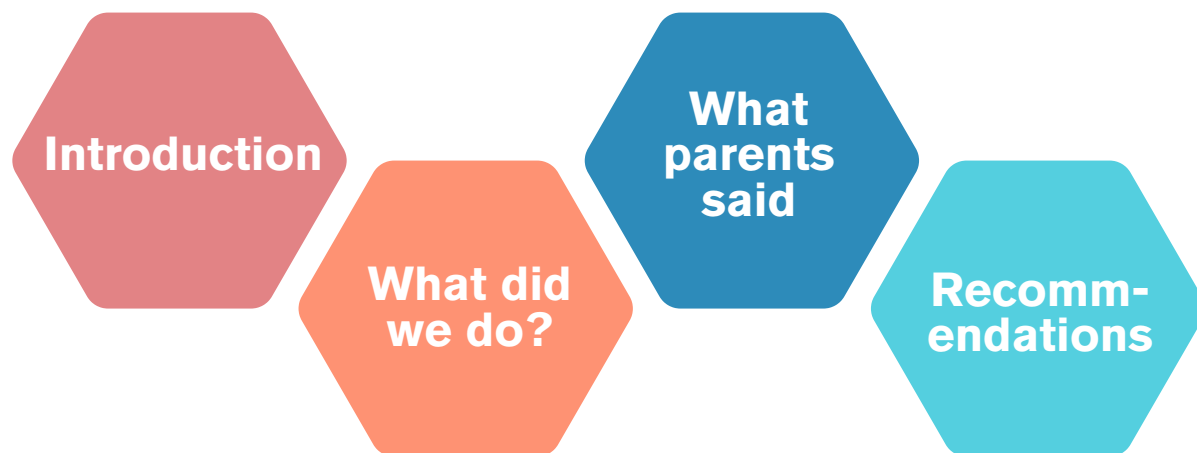 Introduction
What did
we do?
What
parents
said
Recomm-
endations